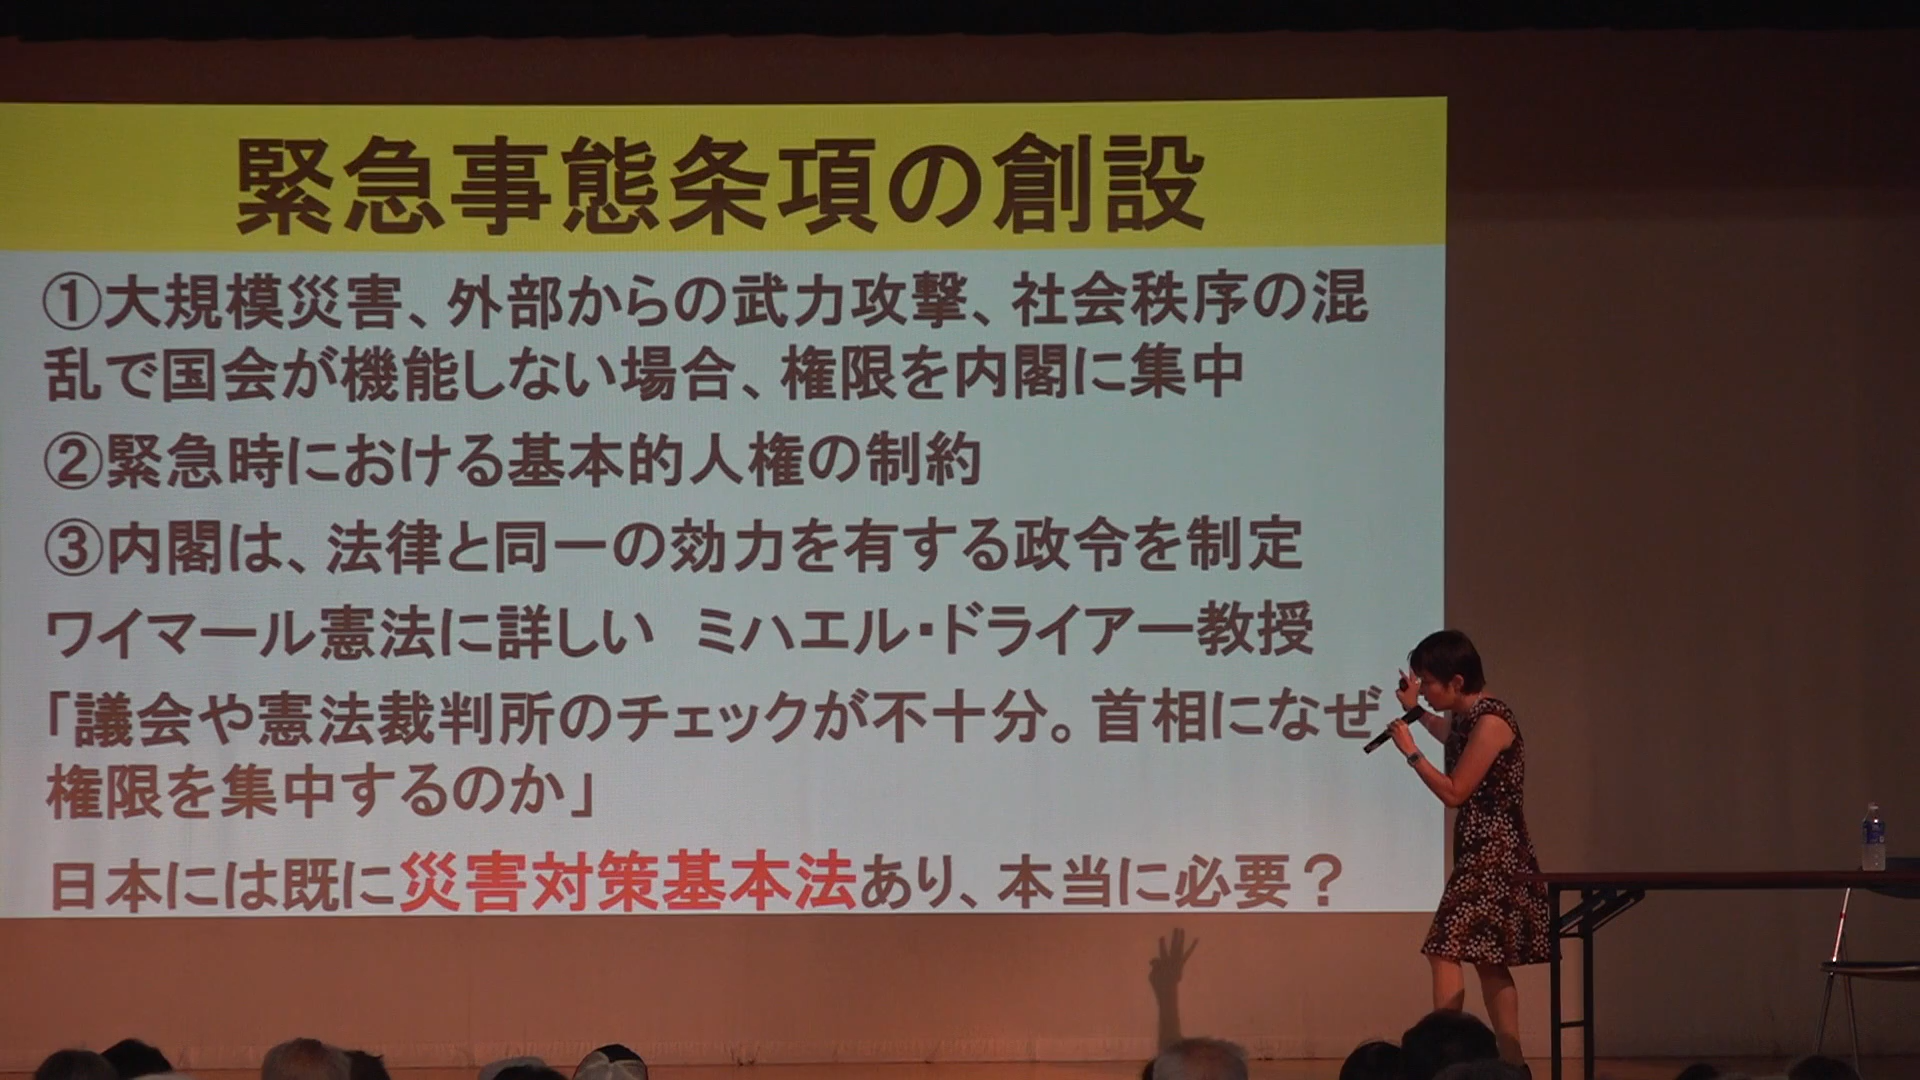 緊急事態条項の創設
①大規模災害、外部からの武力攻撃、社会秩序の混
乱で国会が機能しない場合、権限を内閣に集中
②緊急時における基本的人権の制約
③内閣は、法律と同一の効力を有する政令を制定
ワイマール憲法に詳しい ミハエル・ドライアー教授
「議会や憲法裁判所のチェックが不十分。首相になぜ
権限を集中するのか」
日本には既に災害対策基本法あり、本当に必要？